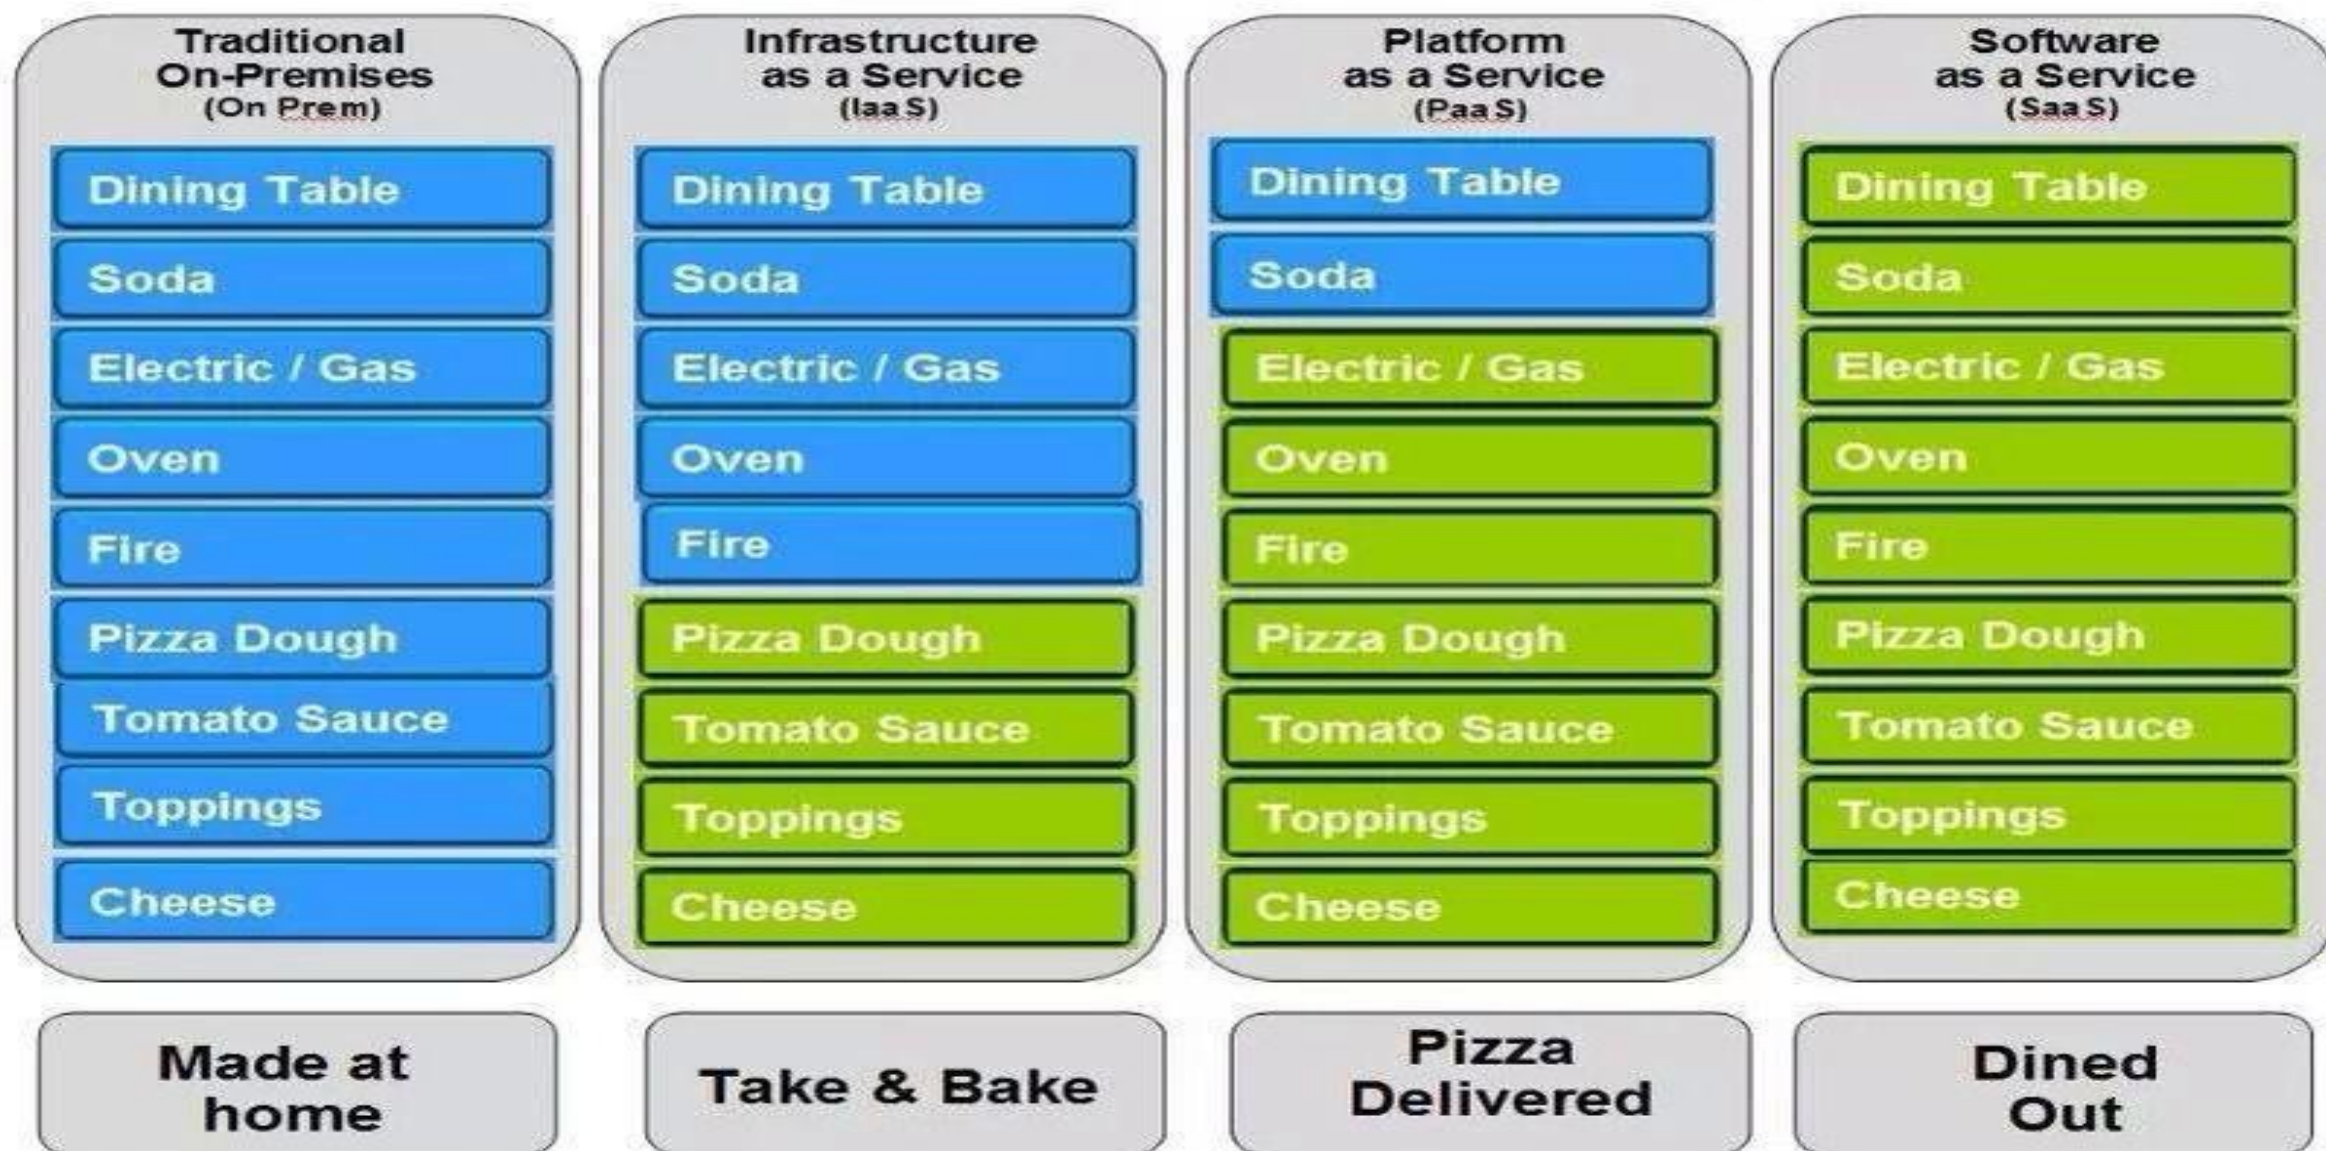 Traditional
On-Premises
(On Prem)
Dining Table
Soda
Electric / Gas
Oven
Fire
Pizza Dough
Tomato Sauce
Toppings
Cheese
Made at
home
Infrastructure
as a Service
(IaaS)
Dining Table
Soda
Electric / Gas
Oven
Fire
Pizza Dough
Tomato Sauce
Toppings
Cheese
Take & Bake
Platform
as a Service
(PaaS)
Dining Table
Soda
Electric / Gas
Oven
Fire
Pizza Dough
Tomato Sauce
Toppings
Cheese
Pizza
Delivered
Software
as a Service
(SaaS)
Dining Table
Soda
Electric / Gas
Oven
Fire
Pizza Dough
Tomato Sauce
Toppings
Cheese
Dined
Out